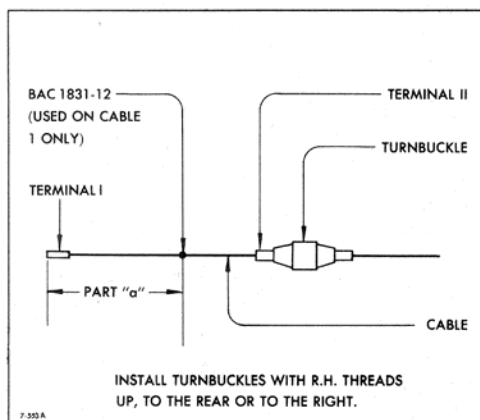 BAC 1831-12
(USED ON CABLE
1 ONLY)
TERMINAL II
TURNBUCKLE
TERMINAL I
PART "a"
CABLE
INSTALL TURNBUCKLES WITH R.H. THREADS
UP, TO THE REAR OR TO THE RIGHT.
7-353 A